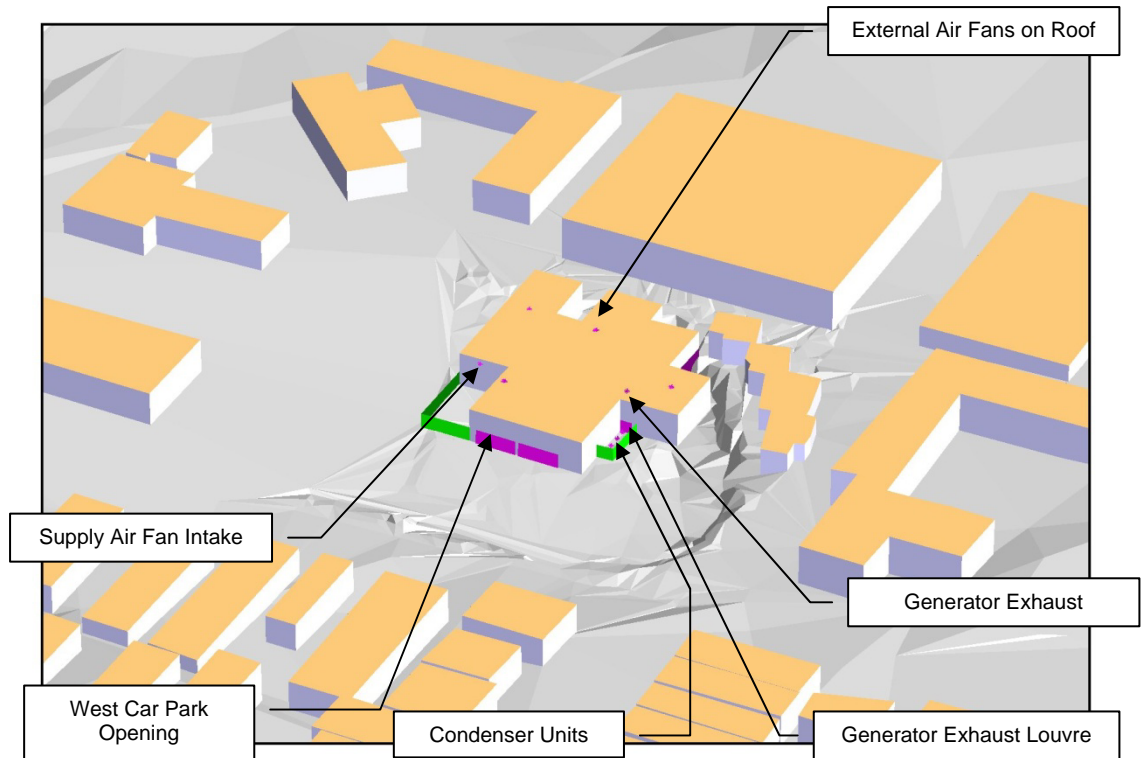 External Air Fans on Roof
Supply Air Fan Intake
Generator Exhaust
West Car Park
Opening
Condenser Units
Generator Exhaust Louvre